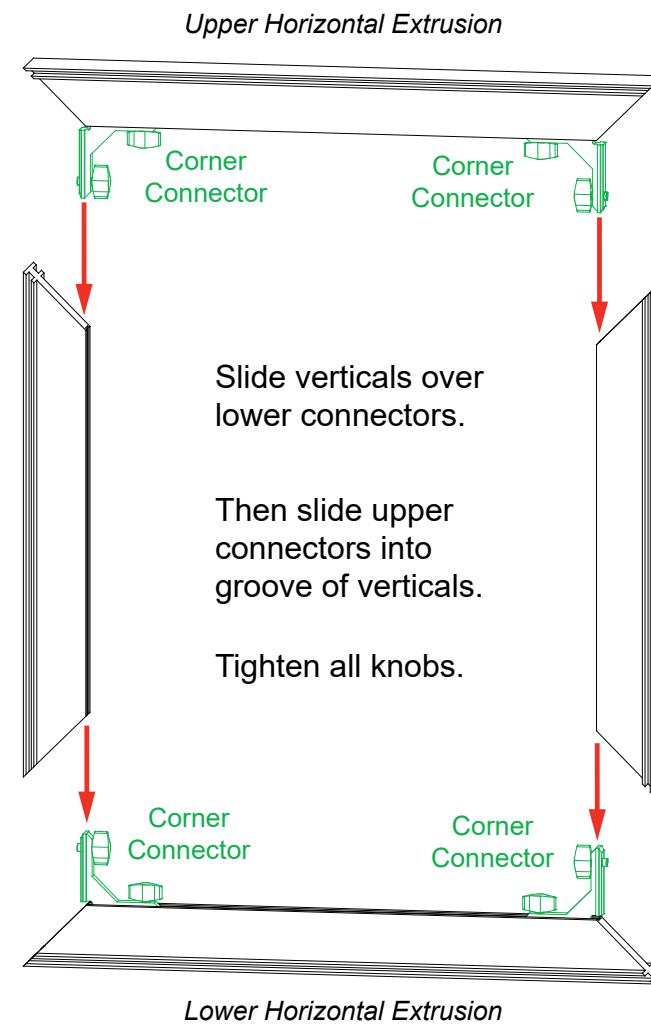 Upper Horizontal Extrusion
Corner
Connector
Corner
Connector
Slide verticals over
lower connectors.
Then slide upper
connectors into
groove of verticals.
Tighten all knobs.
Corner
Connector
Corner
Connector
Lower Horizontal Extrusion